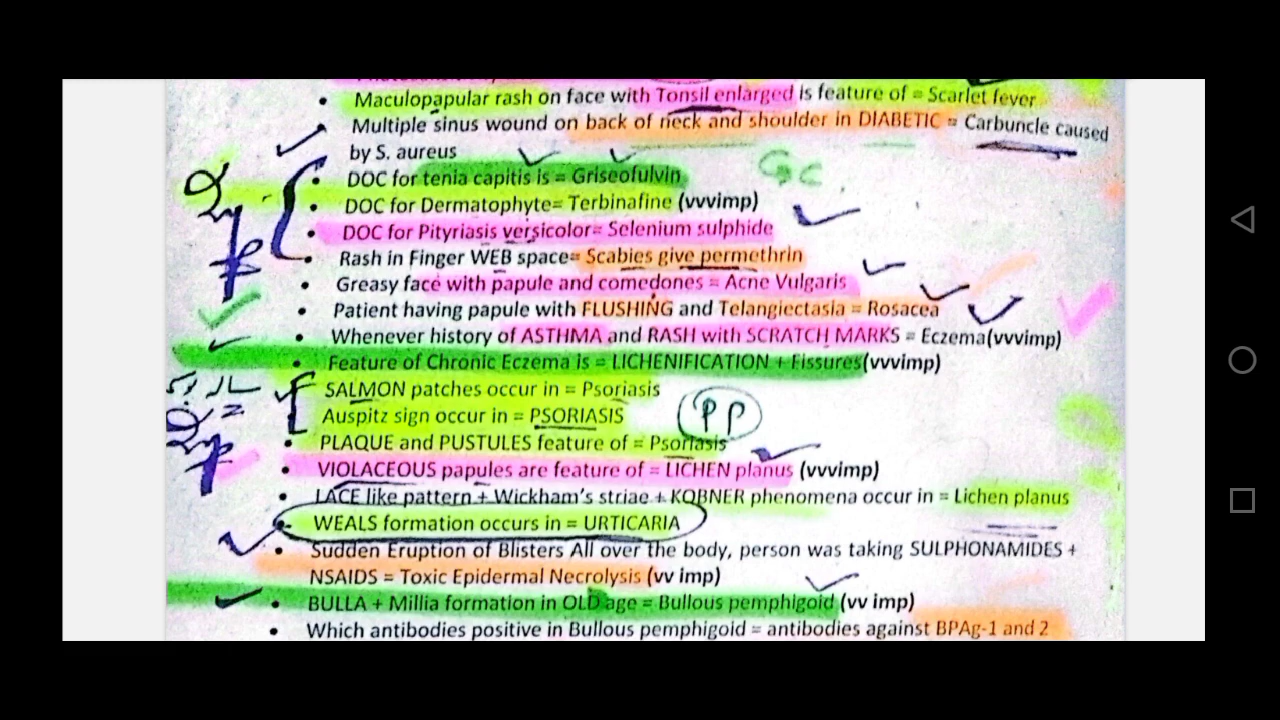 • Maculopapular rash on face with Tonsil enlarged is feature of = Scarlet fever
• Multiple sinus wound on back of neck and shoulder in DIABETIC = Carbuncle caused
by S. aureus
• DOC for tenia capitis is = Griseofulvin
• DOC for Dermatophyte= Terbinafine (vvvimp)
• DOC for Pityriasis versicolor= Selenium sulphide
• Rash in Finger WEB space= Scabies give permethrin
• Greasy face with papule and comedones = Acne Vulgaris
• Patient having papule with FLUSHING and Telangiectasia = Rosacea
• Whenever history of ASTHMA and RASH with SCRATCH MARKS = Eczema(vvvimp)
• Feature of Chronic Eczema is = LICHENIFICATION + Fissures(vvvimp)
• SALMON patches occur in = Psoriasis
• Auspitz sign occur in = PSORIASIS
PP
• PLAQUE and PUSTULES feature of = Psoriasis
• VIOLACEOUS papules are feature of = LICHEN planus (vvvimp)
• LACE like pattern + Wickham's striae + KOBNER phenomena occur in = Lichen planus
• WEALS formation occurs in = URTICARIA
• Sudden Eruption of Blisters All over the body, person was taking SULPHONAMIDES +
NSAIDS = Toxic Epidermal Necrolysis (vv imp)
• BULLA + Millia formation in OLD age = Bullous pemphigoid (vv imp)
• Which antibodies positive in Bullous pemphigoid = antibodies against BPAg-1 and 2